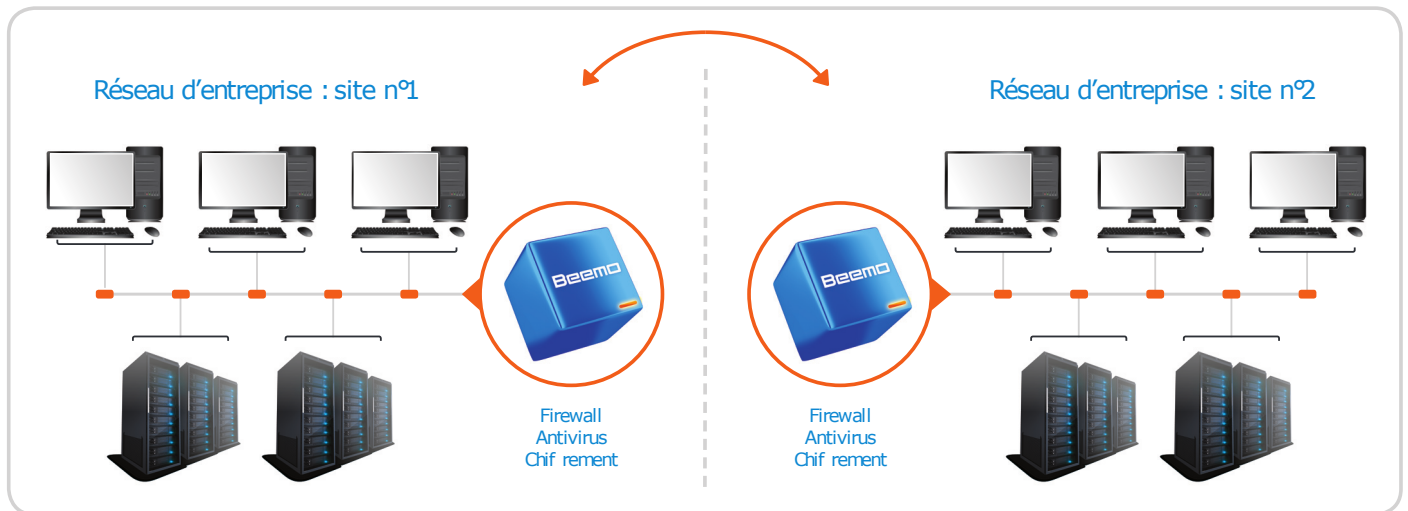 Réseau d’entreprise : site n°1
Réseau d’entreprise : site n°2
Beemo
Beemo
Firewall
Antivirus
Chif rement
Firewall
Antivirus
Chif rement